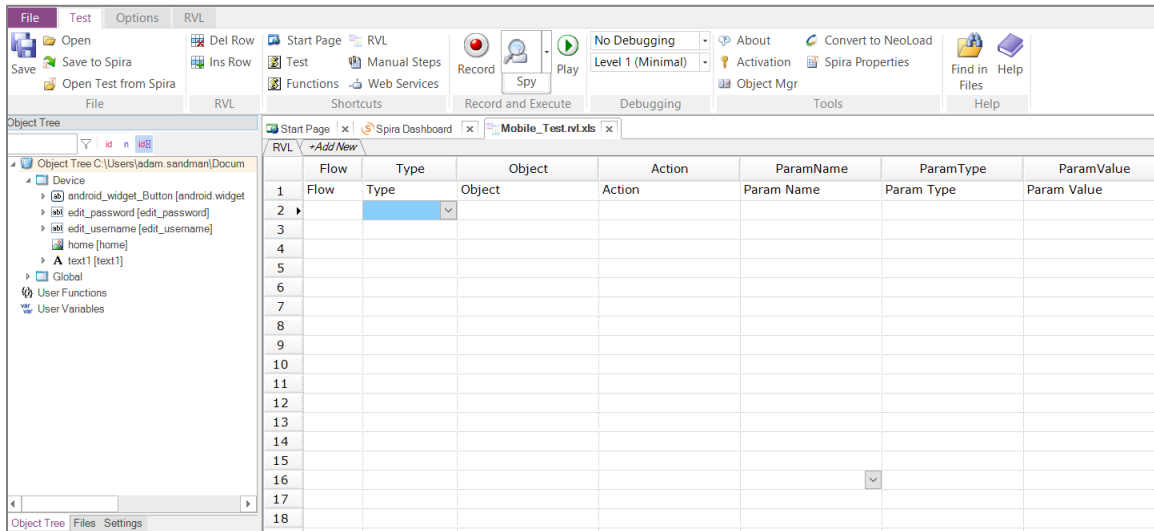 File Test Options RVL
Open Del Row Start Page RVL No Debugging About Convert to NeoLoad
Save Save to Spira Ins Row Test Manual Steps Record Spy Play Level 1 (Minimal) Activation Spira Properties Find in Files Help
Open Test from Spira Functions Web Services Object Mgr
File RVL Shortcuts Record and Execute Debugging Tools Help
Object Tree
id n id
Start Page x Spira Dashboard x Mobile_Test.rvl.xls x
RVL +Add New
Object Tree C:\Users\adam.sandman\Docum
Device
android_widget_Button [android.widget
edit_password [edit_password]
edit_username [edit_username]
home [home]
A text1 [text1]
Global
User Functions
User Variables
Flow Type Object Action ParamName ParamType ParamValue
1 Flow Type Object Action Param Name Param Type Param Value
2
3
4
5
6
7
8
9
10
11
12
13
14
15
16
17
18
Object Tree Files Settings